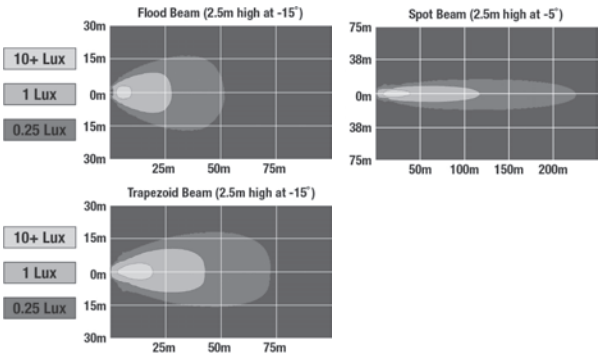 Flood Beam (2.5m high at -15°)
30m
15m
0m
15m
30m
25m 50m 75m
10+ Lux
1 Lux
0.25 Lux
Spot Beam (2.5m high at -5°)
75m
38m
0m
38m
75m
50m 100m 150m 200m
Trapezoid Beam (2.5m high at -15°)
30m
15m
0m
15m
30m
25m 50m 75m
10+ Lux
1 Lux
0.25 Lux